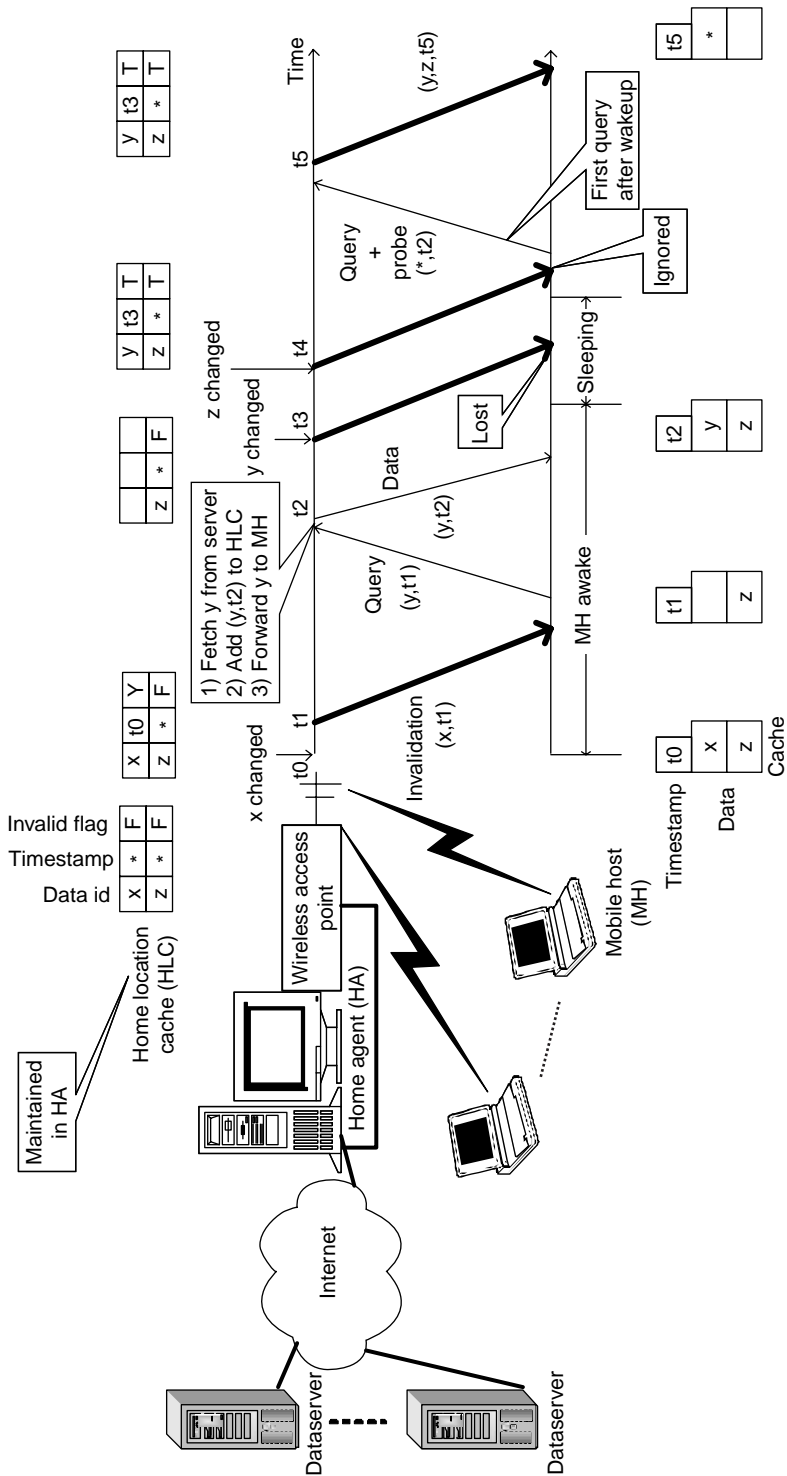 Maintained
in HA
Home location
cache (HLC)
Data id
Timestamp
Invalid flag
x * F
z * F
x t0 Y
z * F
z * F
y t3 T
z * T
y t3 T
z * T
Dataserver
Dataserver
Internet
Home agent (HA)
Wireless access
point
Mobile host
(MH)
x changed
t0
t1
1) Fetch y from server
2) Add (y,t2) to HLC
3) Forward y to MH
t2
y changed
t3
z changed
t4
t5
Time
Invalidation
(x,t1)
Query
(y,t1)
Data
(y,t2)
Lost
Query
+
probe
(*,t2)
(y,z,t5)
MH awake
Sleeping
Ignored
First query
after wakeup
Timestamp
Data
Cache
t0
x
z
t1
z
t2
y
z
t5
*